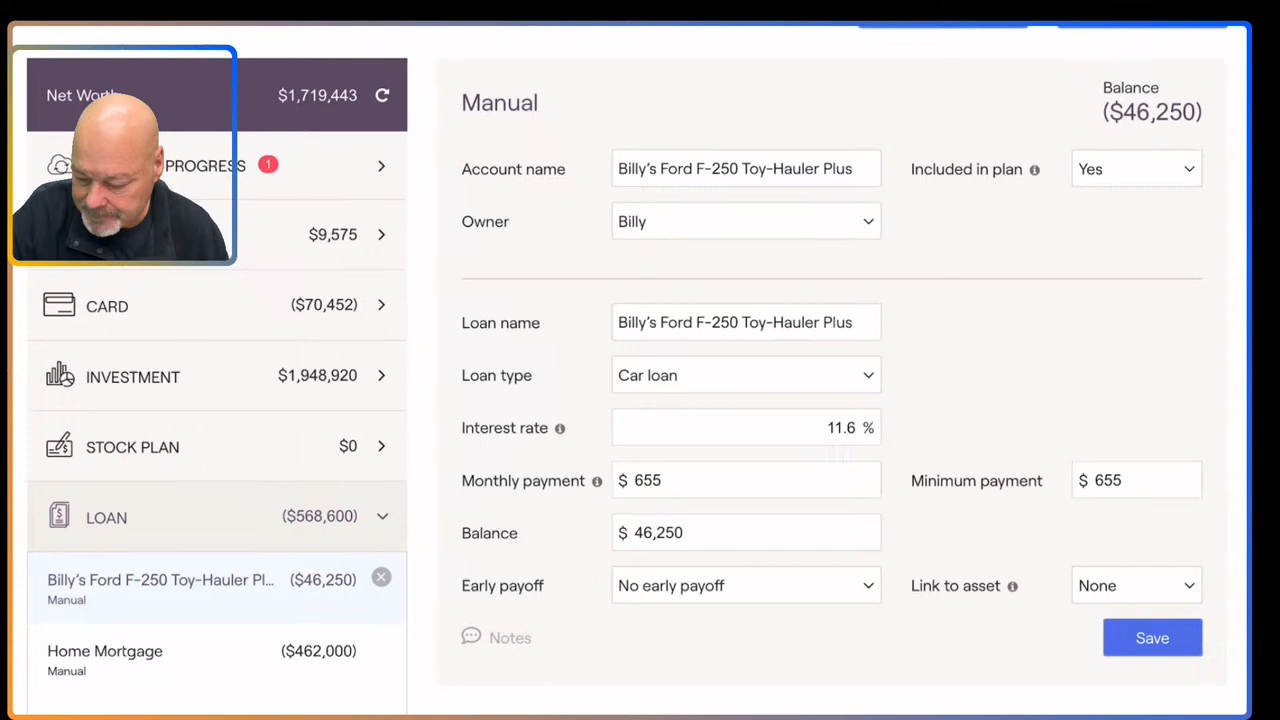 Net Wort
$1,719,443
PROGRESS 1
$9,575
CARD ($70,452)
INVESTMENT $1,948,920
STOCK PLAN $0
LOAN ($568,600)
Billy's Ford F-250 Toy-Hauler Pl... ($46,250)
Manual
Home Mortgage ($462,000)
Manual
Manual
Balance
($46,250)
Account name Billy's Ford F-250 Toy-Hauler Plus Included in plan Yes
Owner Billy
Loan name Billy's Ford F-250 Toy-Hauler Plus
Loan type Car loan
Interest rate 11.6 %
Monthly payment $ 655 Minimum payment $ 655
Balance $ 46,250
Early payoff No early payoff Link to asset None
Notes
Save